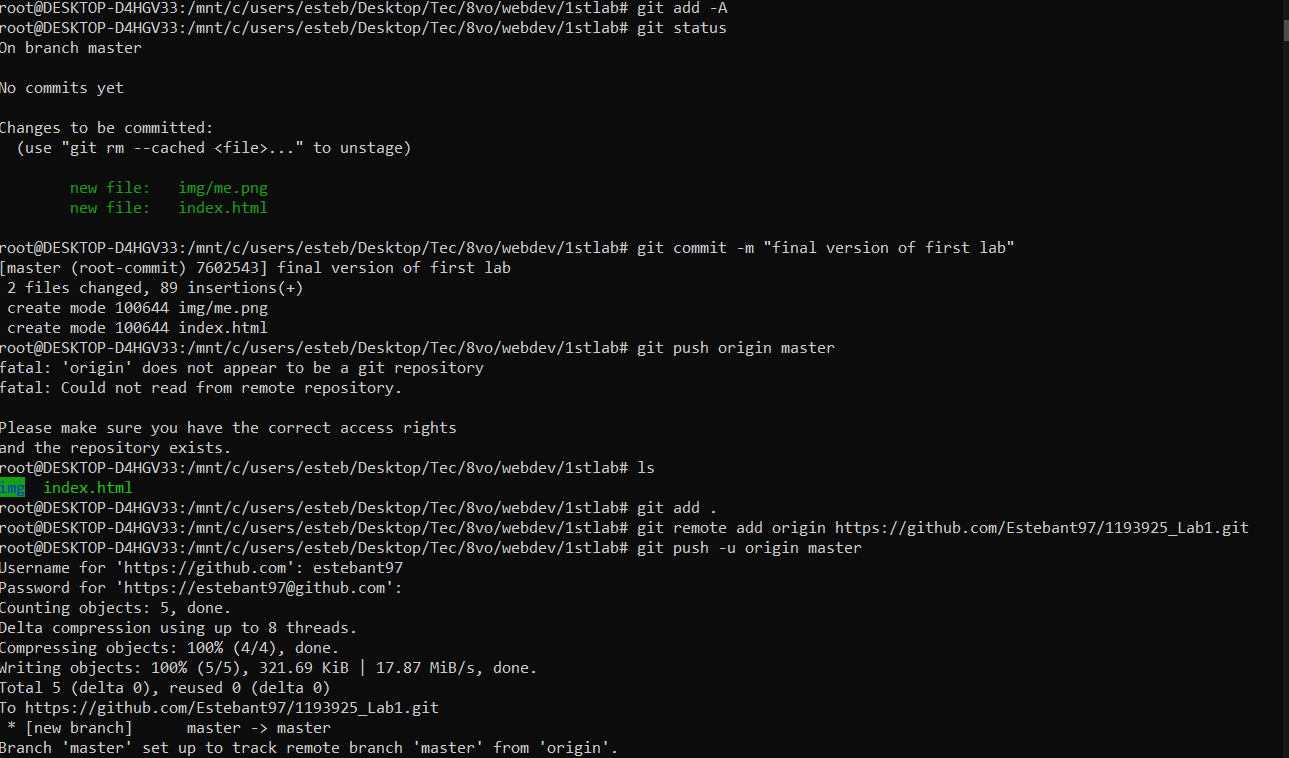 root@DESKTOP-D4HGV33:/mnt/c/users/esteb/Desktop/Tec/8vo/webdev/1stlab# git add -A
root@DESKTOP-D4HGV33:/mnt/c/users/esteb/Desktop/Tec/8vo/webdev/1stlab# git status
On branch master
No commits yet
Changes to be committed:
  (use "git rm --cached <file>..." to unstage)
        new file:   img/me.png
        new file:   index.html
root@DESKTOP-D4HGV33:/mnt/c/users/esteb/Desktop/Tec/8vo/webdev/1stlab# git commit -m "final version of first lab"
[master (root-commit) 7602543] final version of first lab
 2 files changed, 89 insertions(+)
 create mode 100644 img/me.png
 create mode 100644 index.html
root@DESKTOP-D4HGV33:/mnt/c/users/esteb/Desktop/Tec/8vo/webdev/1stlab# git push origin master
fatal: 'origin' does not appear to be a git repository
fatal: Could not read from remote repository.
Please make sure you have the correct access rights
and the repository exists.
root@DESKTOP-D4HGV33:/mnt/c/users/esteb/Desktop/Tec/8vo/webdev/1stlab# ls
img  index.html
root@DESKTOP-D4HGV33:/mnt/c/users/esteb/Desktop/Tec/8vo/webdev/1stlab# git add .
root@DESKTOP-D4HGV33:/mnt/c/users/esteb/Desktop/Tec/8vo/webdev/1stlab# git remote add origin https://github.com/Estebant97/1193925_Lab1.git
root@DESKTOP-D4HGV33:/mnt/c/users/esteb/Desktop/Tec/8vo/webdev/1stlab# git push -u origin master
Username for 'https://github.com': estebant97
Password for 'https://estebant97@github.com':
Counting objects: 5, done.
Delta compression using up to 8 threads.
Compressing objects: 100% (4/4), done.
Writing objects: 100% (5/5), 321.69 KiB | 17.87 MiB/s, done.
Total 5 (delta 0), reused 0 (delta 0)
To https://github.com/Estebant97/1193925_Lab1.git
 * [new branch]      master -> master
Branch 'master' set up to track remote branch 'master' from 'origin'.